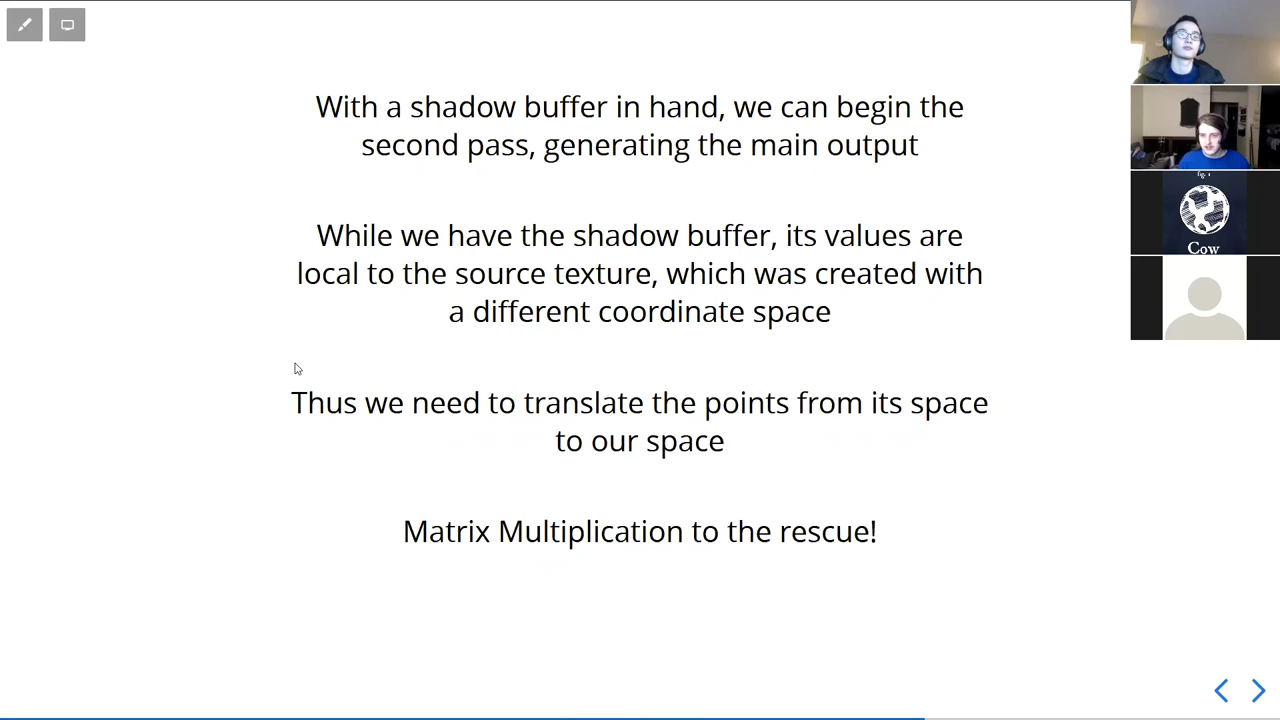 With a shadow buffer in hand, we can begin the
second pass, generating the main output
While we have the shadow buffer, its values are
local to the source texture, which was created with
a different coordinate space
Thus we need to translate the points from its space
to our space
Matrix Multiplication to the rescue!
fig. 1
Cow